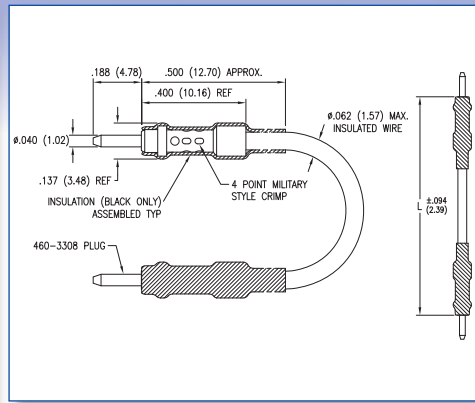 .188 (4.78)
.500 (12.70) APPROX.
.400 (10.16) REF
ø.062 (1.57) MAX.
INSULATED WIRE
ø.040 (1.02)
.137 (3.48) REF
INSULATION (BLACK ONLY)
ASSEMBLED TYP
4 POINT MILITARY
STYLE CRIMP
460-3308 PLUG
L ±.094
(2.39)